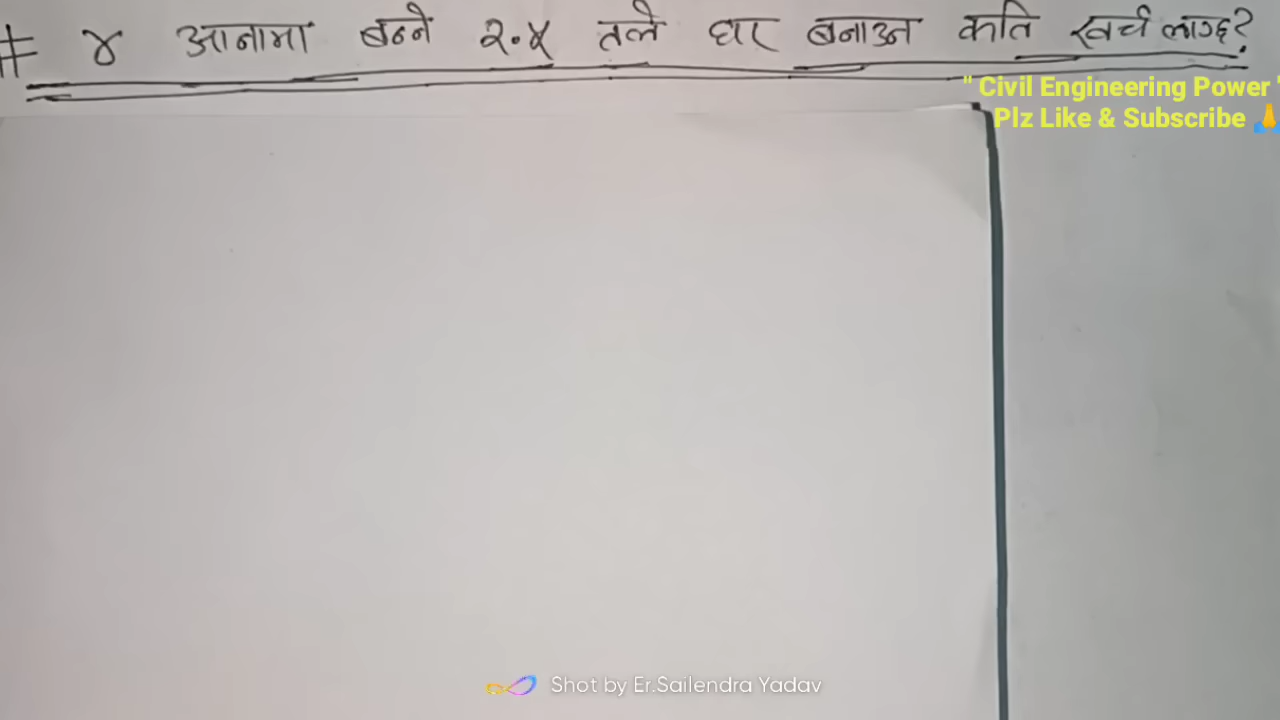 # ४ आनामा बन्ने २.५ तले घर बनाउन कति खर्च लाग्छ?
" Civil Engineering Power "
Plz Like & Subscribe 🙏
Shot by Er.Sailendra Yadav